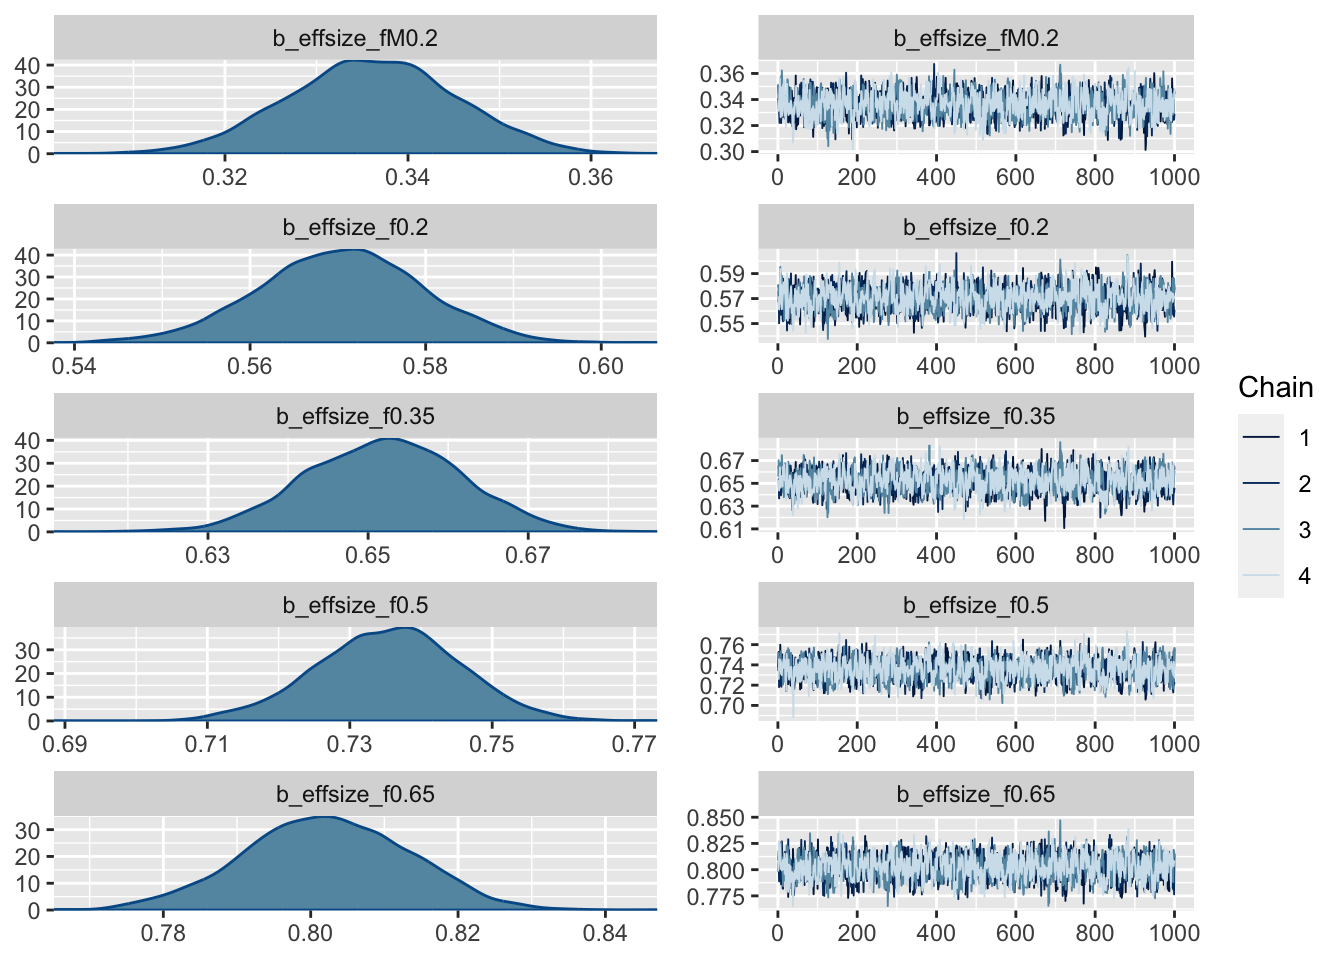 b_effsize_fM0.2
40
30
20
10
0
0.32 0.34 0.36
b_effsize_fM0.2
0.36
0.34
0.32
0.30
0 200 400 600 800 1000
b_effsize_f0.2
40
30
20
10
0
0.54 0.56 0.58 0.60
b_effsize_f0.2
0.59
0.57
0.55
0 200 400 600 800 1000
b_effsize_f0.35
40
30
20
10
0
0.63 0.65 0.67
b_effsize_f0.35
0.67
0.65
0.63
0.61
0 200 400 600 800 1000
b_effsize_f0.5
30
20
10
0
0.69 0.71 0.73 0.75 0.77
b_effsize_f0.5
0.76
0.74
0.72
0.70
0 200 400 600 800 1000
b_effsize_f0.65
30
20
10
0
0.78 0.80 0.82 0.84
b_effsize_f0.65
0.850
0.825
0.800
0.775
0 200 400 600 800 1000
Chain
1
2
3
4